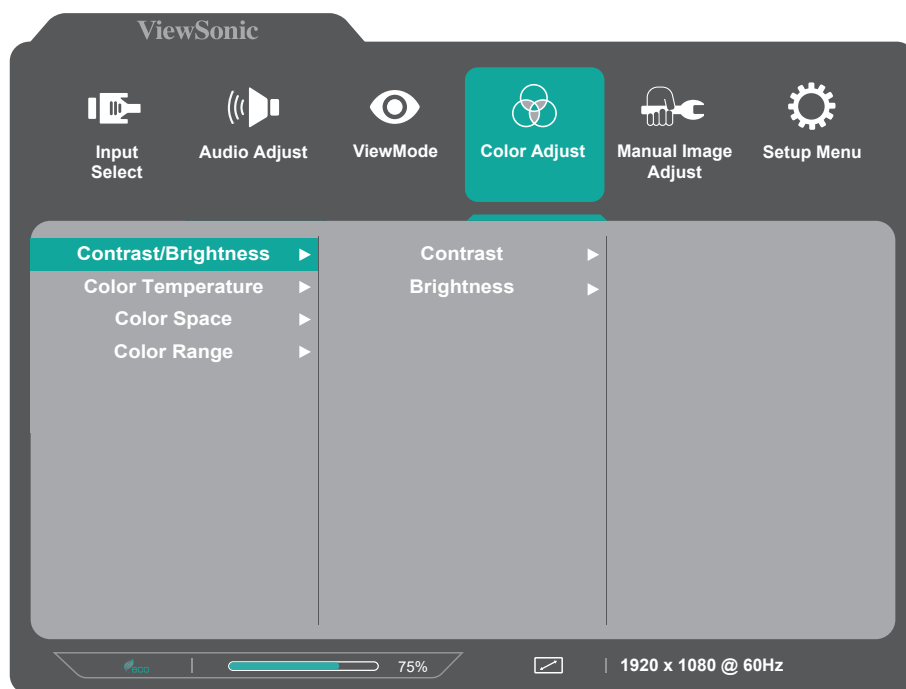 ViewSonic
Input
Select
Audio Adjust
ViewMode
Color Adjust
Manual Image
Adjust
Setup Menu
Contrast/Brightness
Color Temperature
Color Space
Color Range
Contrast
Brightness
ECO
75%
1920 x 1080 @ 60Hz